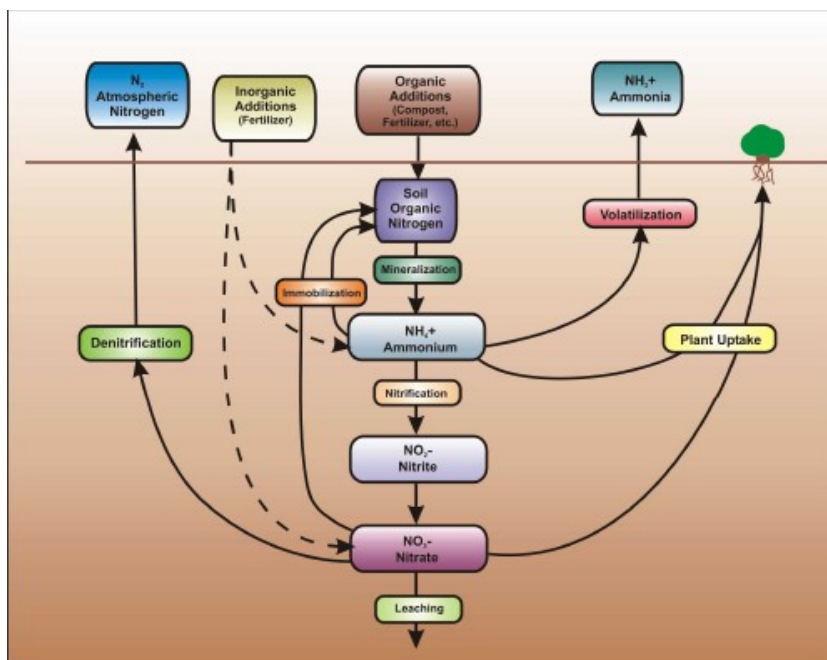 N₂
Atmospheric
Nitrogen
Inorganic
Additions
(Fertilizer)
Organic
Additions
(Compost,
Fertilizer, etc.)
NH₃+
Ammonia
Soil
Organic
Nitrogen
Volatilization
Mineralization
Immobilization
NH₄+
Ammonium
Denitrification
Plant Uptake
Nitrification
NO₂-
Nitrite
NO₃-
Nitrate
Leaching